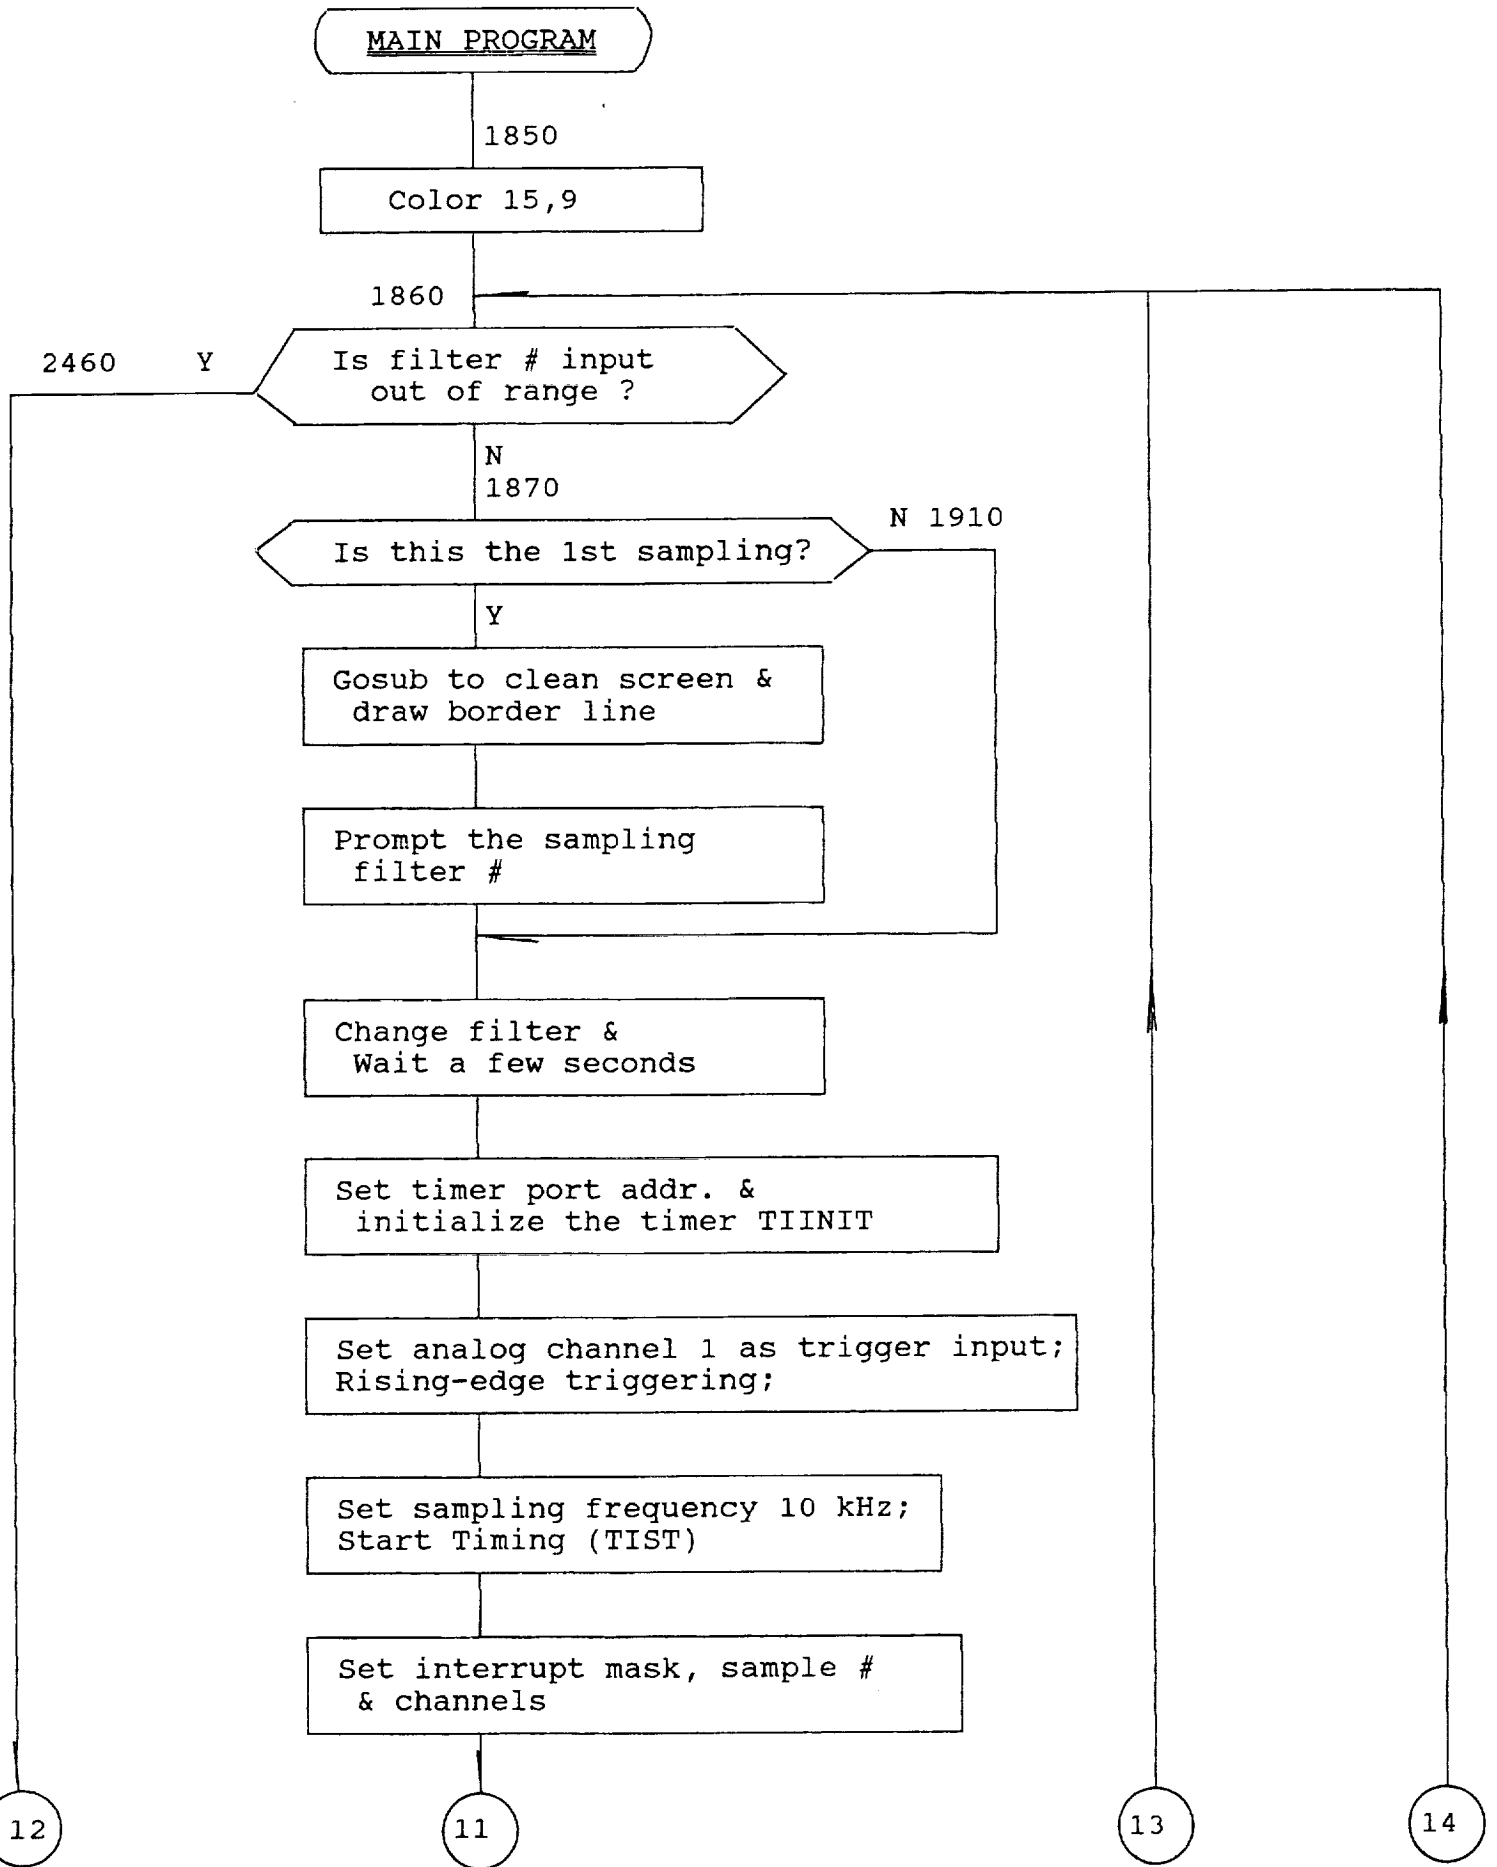 MAIN PROGRAM
1850
Color 15,9
1860
2460 Y
Is filter # input
out of range ?
N
1870
N 1910
Is this the 1st sampling?
Y
Gosub to clean screen &
draw border line
Prompt the sampling
filter #
Change filter &
Wait a few seconds
Set timer port addr. &
initialize the timer TIINIT
Set analog channel 1 as trigger input;
Rising-edge triggering;
Set sampling frequency 10 kHz;
Start Timing (TIST)
Set interrupt mask, sample #
& channels
12
11
13
14